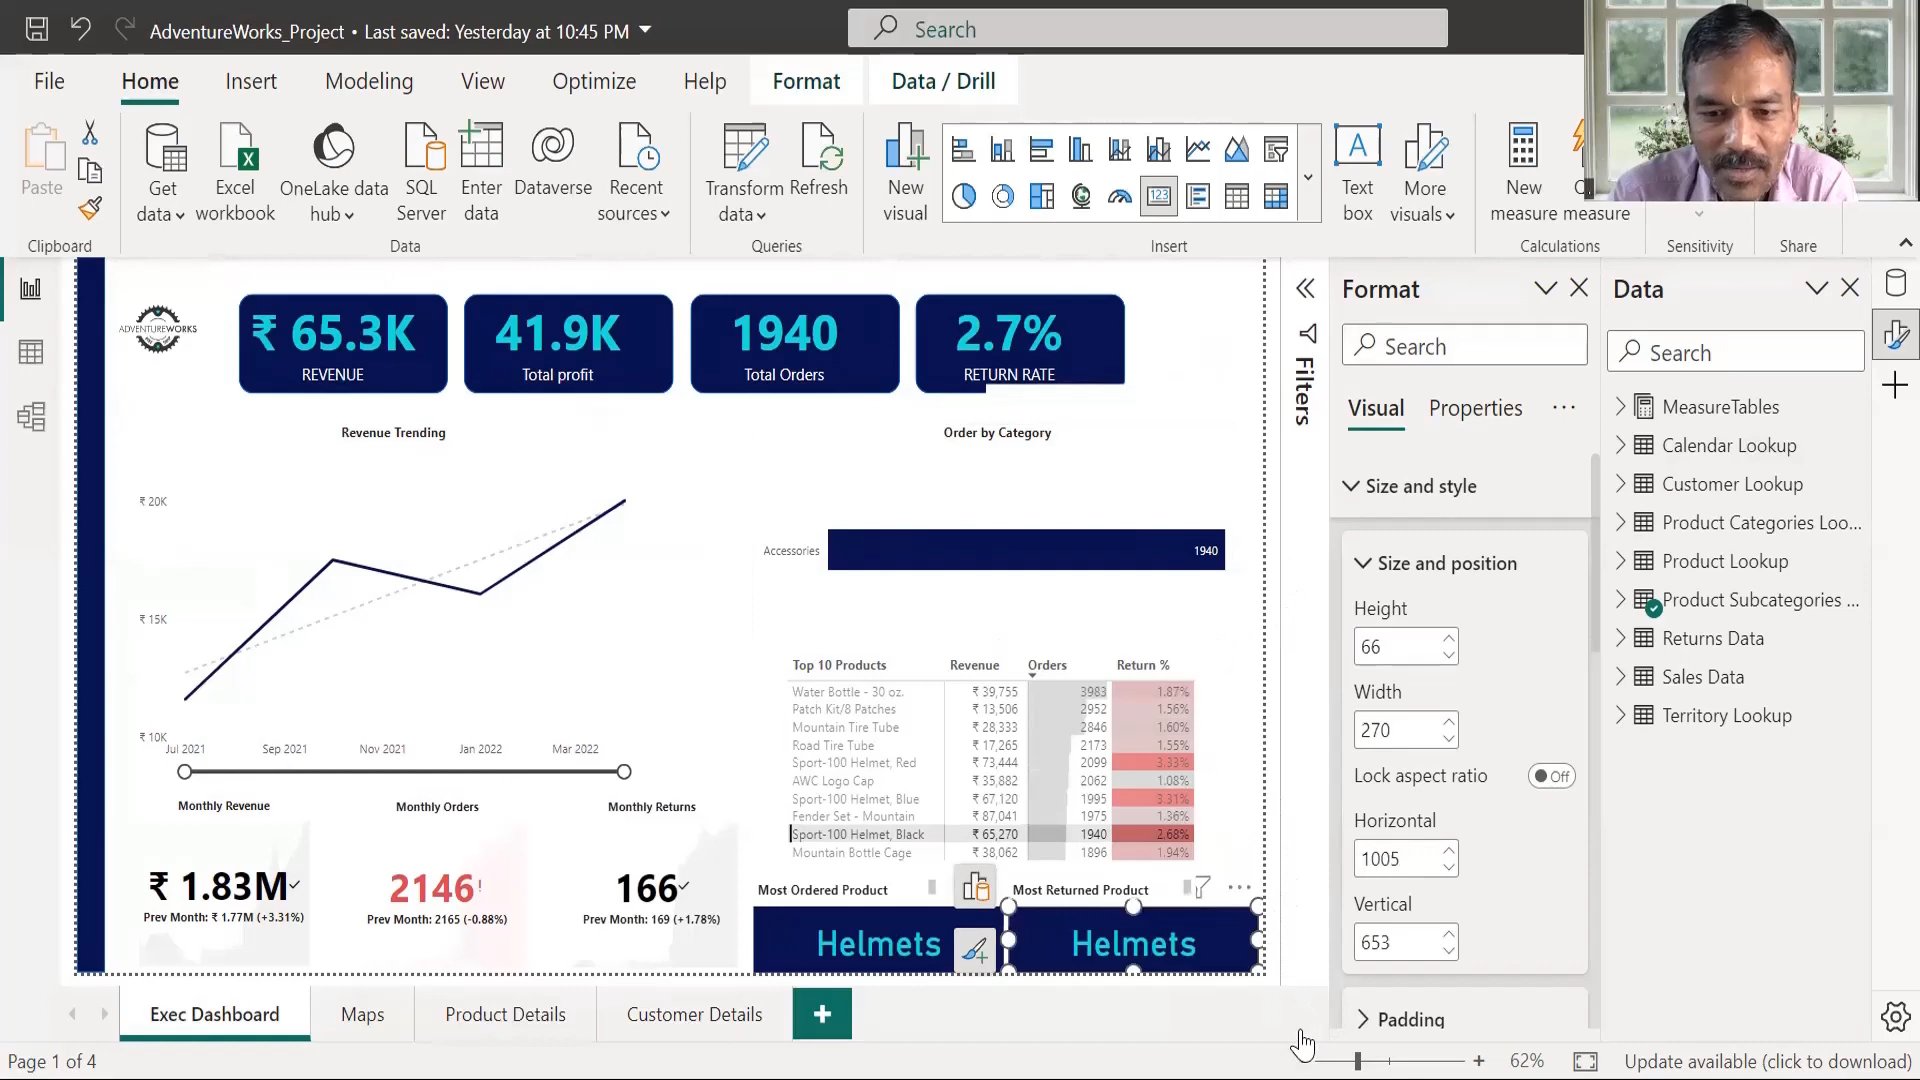 AdventureWorks_Project • Last saved: Yesterday at 10:45 PM
Search
File Home Insert Modeling View Optimize Help Format Data / Drill
Paste
Get data
Excel workbook
OneLake data hub
SQL Server
Enter data
Dataverse
Recent sources
Transform data
Refresh
New visual
123
A
Text box
More visuals
New measure
measure
Clipboard Data Queries Insert Calculations Sensitivity Share
ADVENTUREWORKS
₹ 65.3K
REVENUE
41.9K
Total profit
1940
Total Orders
2.7%
RETURN RATE
Revenue Trending
₹ 20K
₹ 15K
₹ 10K
Jul 2021 Sep 2021 Nov 2021 Jan 2022 Mar 2022
Order by Category
Accessories 1940
Top 10 Products Revenue Orders Return %
Water Bottle - 30 oz. ₹ 39,755 3983 1.87%
Patch Kit/8 Patches ₹ 13,506 2952 1.56%
Mountain Tire Tube ₹ 28,333 2846 1.60%
Road Tire Tube ₹ 17,265 2173 1.55%
Sport-100 Helmet, Red ₹ 73,444 2099 3.33%
AWC Logo Cap ₹ 35,882 2062 1.08%
Sport-100 Helmet, Blue ₹ 67,120 1995 3.31%
Fender Set - Mountain ₹ 87,041 1975 1.36%
Sport-100 Helmet, Black ₹ 65,270 1940 2.68%
Mountain Bottle Cage ₹ 38,062 1896 1.94%
Monthly Revenue
₹ 1.83M
Prev Month: ₹ 1.77M (+3.31%)
Monthly Orders
2146!
Prev Month: 2165 (-0.88%)
Monthly Returns
166
Prev Month: 169 (+1.78%)
Most Ordered Product
Helmets
Most Returned Product
Helmets
Filters
Format
Search
Visual Properties
Size and style
Size and position
Height
66
Width
270
Lock aspect ratio Off
Horizontal
1005
Vertical
653
Padding
Data
Search
MeasureTables
Calendar Lookup
Customer Lookup
Product Categories Loo...
Product Lookup
Product Subcategories ...
Returns Data
Sales Data
Territory Lookup
Exec Dashboard Maps Product Details Customer Details +
Page 1 of 4
+ 62% Update available (click to download)